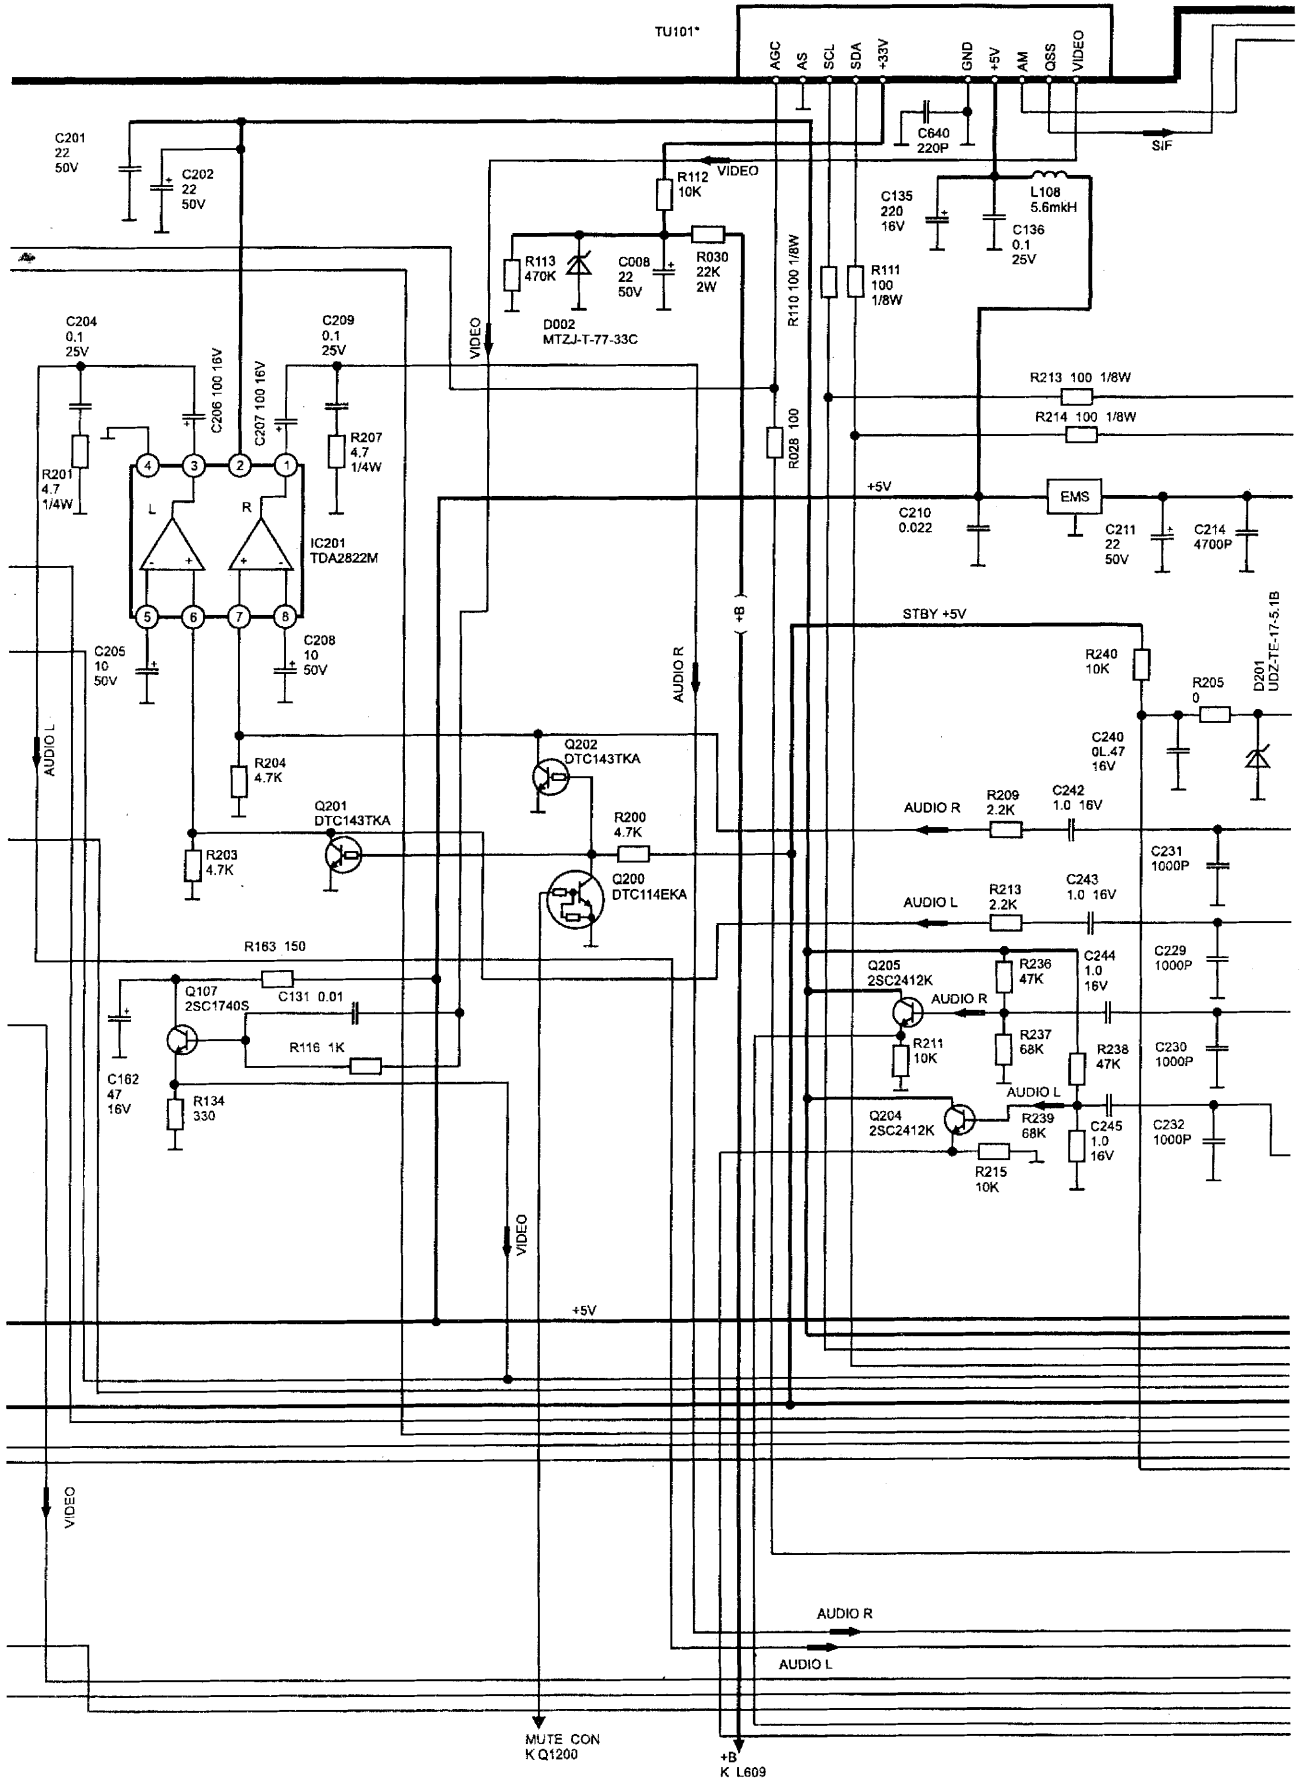 TU101*
AGC
AS
SCL
SDA
+33V
GND
+5V
AM
QSS
VIDEO
C201
22
50V
C202
22
50V
C640
220P
SIF
VIDEO
R112
10K
C135
220
16V
L108
5.6mkH
C136
0.1
25V
R113
470K
C008
22
50V
R030
22K
2W
R110 100 1/8W
R111
100
1/8W
D002
MTZJ-T-77-33C
VIDEO
C204
0.1
25V
C206 100 16V
C207 100 16V
C209
0.1
25V
R213 100 1/8W
R214 100 1/8W
R028 100
R201
4.7
1/4W
4
3
2
1
R207
4.7
1/4W
L
R
IC201
TDA2822M
-
+
+
-
5
6
7
8
+5V
C210
0.022
EMS
C211
22
50V
C214
4700P
+B
STBY +5V
C205
10
50V
C208
10
50V
AUDIO R
R240
10K
R205
0
D201
UDZ-TE-17-5.1B
AUDIO L
R204
4.7K
Q202
DTC143TKA
C240
0L.47
16V
Q201
DTC143TKA
R200
4.7K
AUDIO R
R209
2.2K
C242
1.0 16V
R203
4.7K
Q200
DTC114EKA
C231
1000P
AUDIO L
R213
2.2K
C243
1.0 16V
R163 150
Q107
2SC1740S
C131 0.01
Q205
2SC2412K
R236
47K
C244
1.0
16V
C229
1000P
AUDIO R
R116 1K
R211
10K
R237
68K
R238
47K
C230
1000P
C162
47
16V
R134
330
AUDIO L
Q204
2SC2412K
R239
68K
C245
1.0
16V
C232
1000P
R215
10K
VIDEO
+5V
VIDEO
AUDIO R
AUDIO L
MUTE CON
K Q1200
+B
K L609